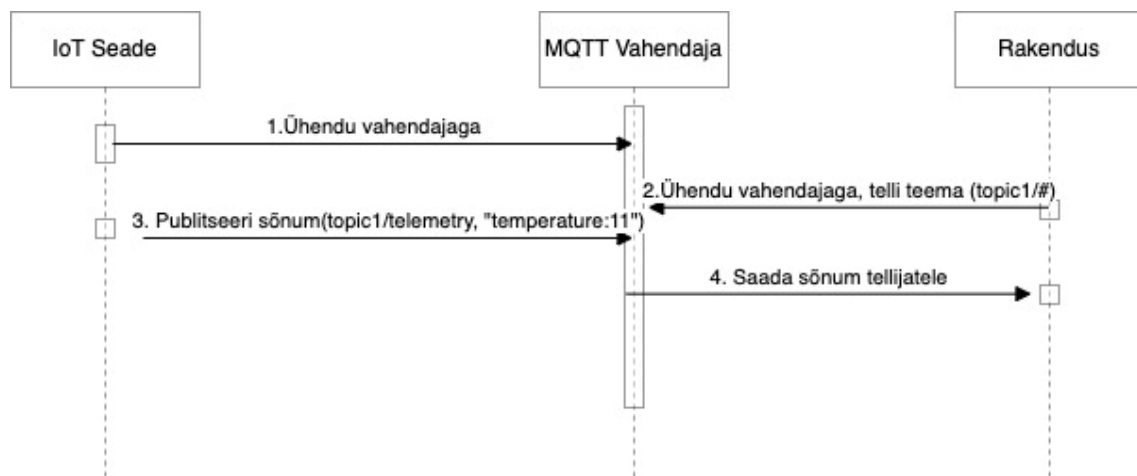 IoT Seade
MQTT Vahendaja
Rakendus
1.Ühendu vahendajaga
2.Ühendu vahendajaga, telli teema (topic1/#)
3. Publitseeri sõnum(topic1/telemetry, "temperature:11")
4. Saada sõnum tellijatele